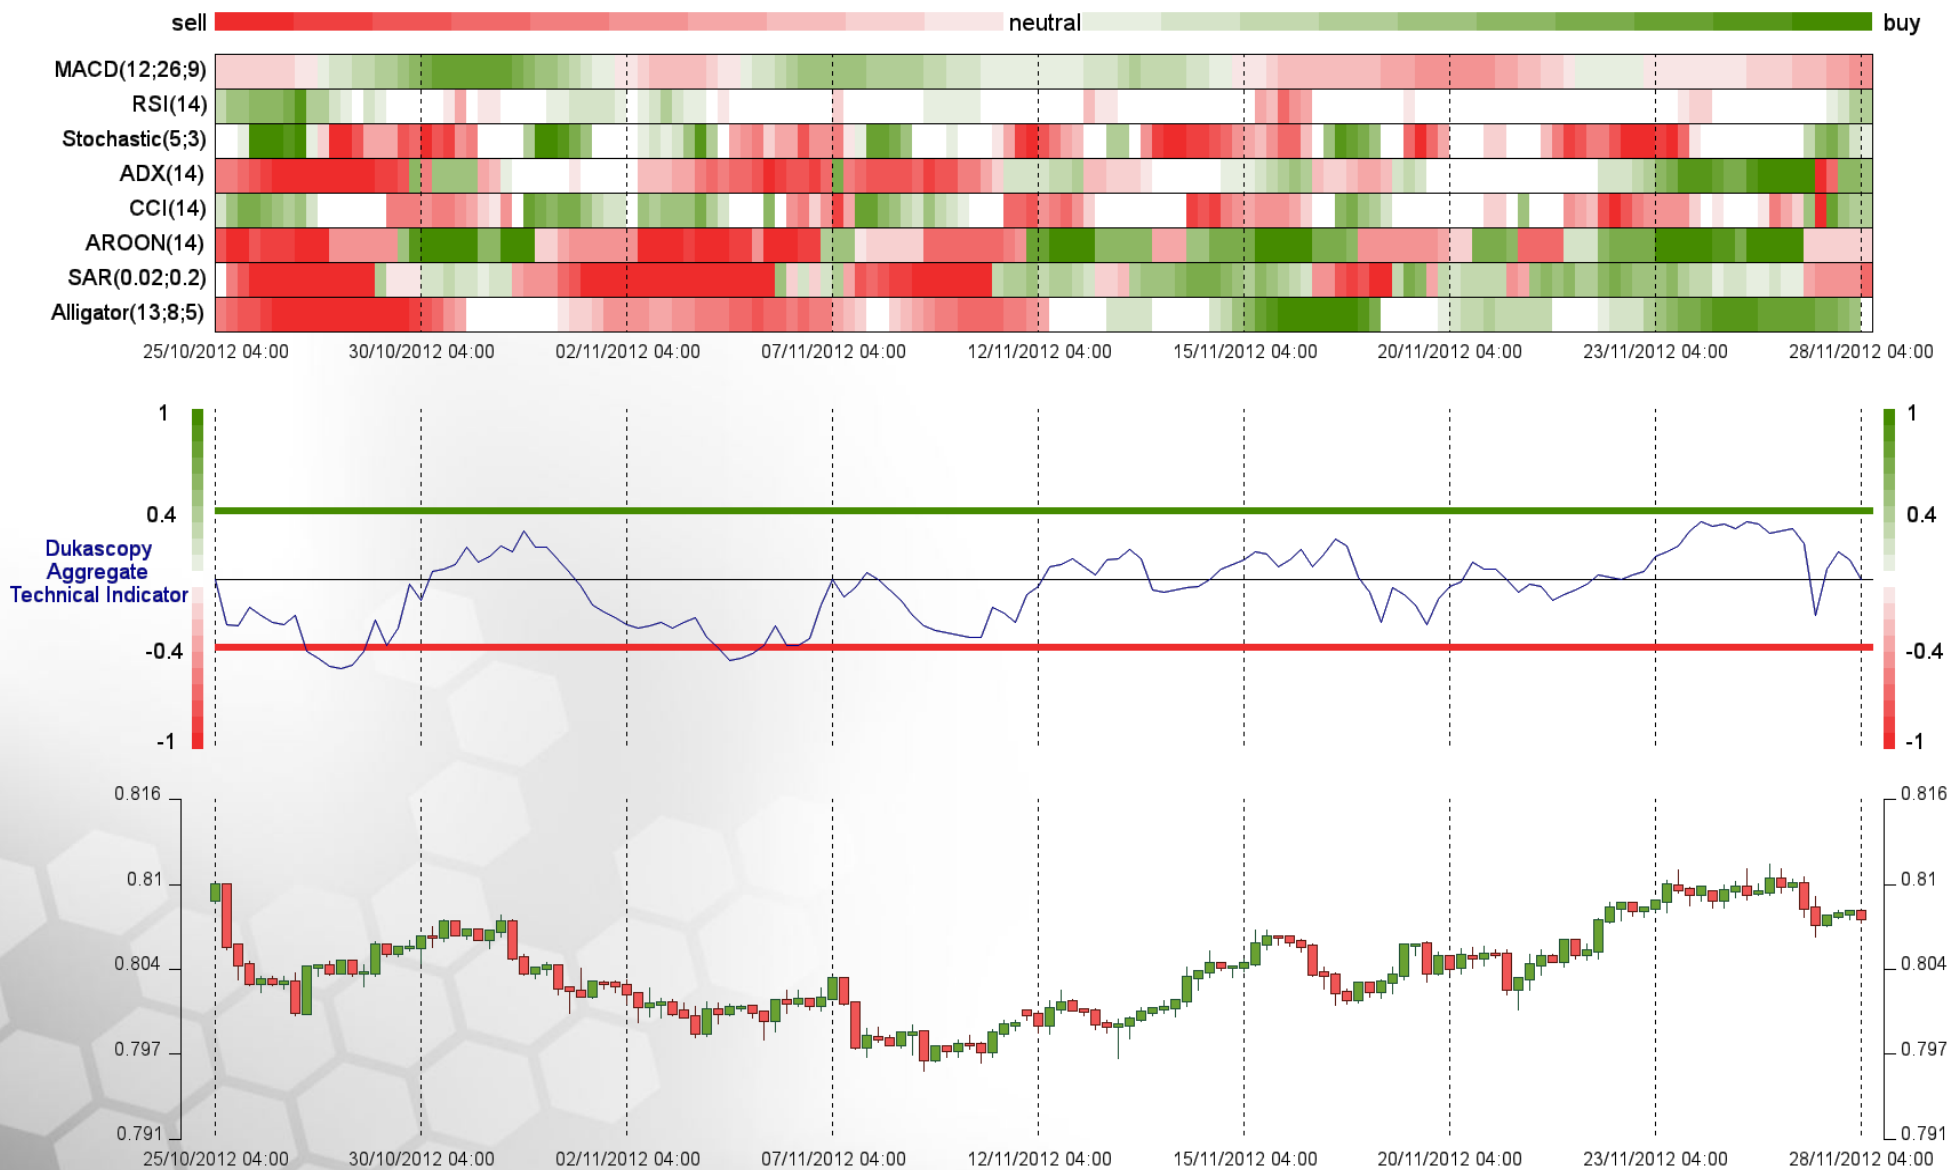 sell neutral buy
MACD(12;26;9)
RSI(14)
Stochastic(5;3)
ADX(14)
CCI(14)
AROON(14)
SAR(0.02;0.2)
Alligator(13;8;5)
25/10/2012 04:00 30/10/2012 04:00 02/11/2012 04:00 07/11/2012 04:00 12/11/2012 04:00 15/11/2012 04:00 20/11/2012 04:00 23/11/2012 04:00 28/11/2012 04:00
1 1
0.4 0.4
Dukascopy
Aggregate
Technical Indicator
-0.4 -0.4
-1 -1
0.816 0.816
0.81 0.81
0.804 0.804
0.797 0.797
0.791 0.791
25/10/2012 04:00 30/10/2012 04:00 02/11/2012 04:00 07/11/2012 04:00 12/11/2012 04:00 15/11/2012 04:00 20/11/2012 04:00 23/11/2012 04:00 28/11/2012 04:00